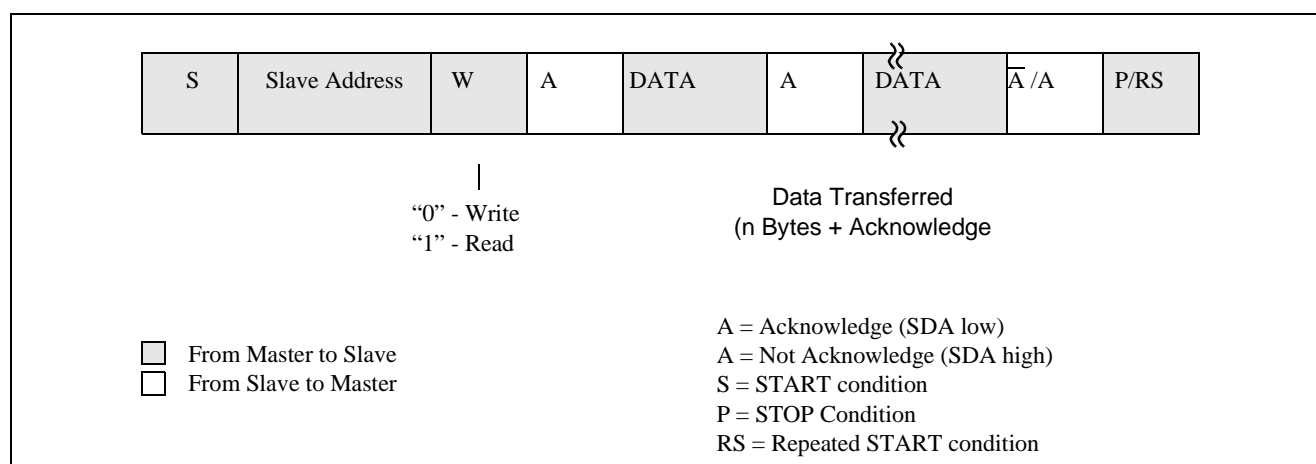 S Slave Address W A DATA A DATA A̅ /A P/RS
“0” - Write
“1” - Read
Data Transferred
(n Bytes + Acknowledge
From Master to Slave
From Slave to Master
A = Acknowledge (SDA low)
A = Not Acknowledge (SDA high)
S = START condition
P = STOP Condition
RS = Repeated START condition